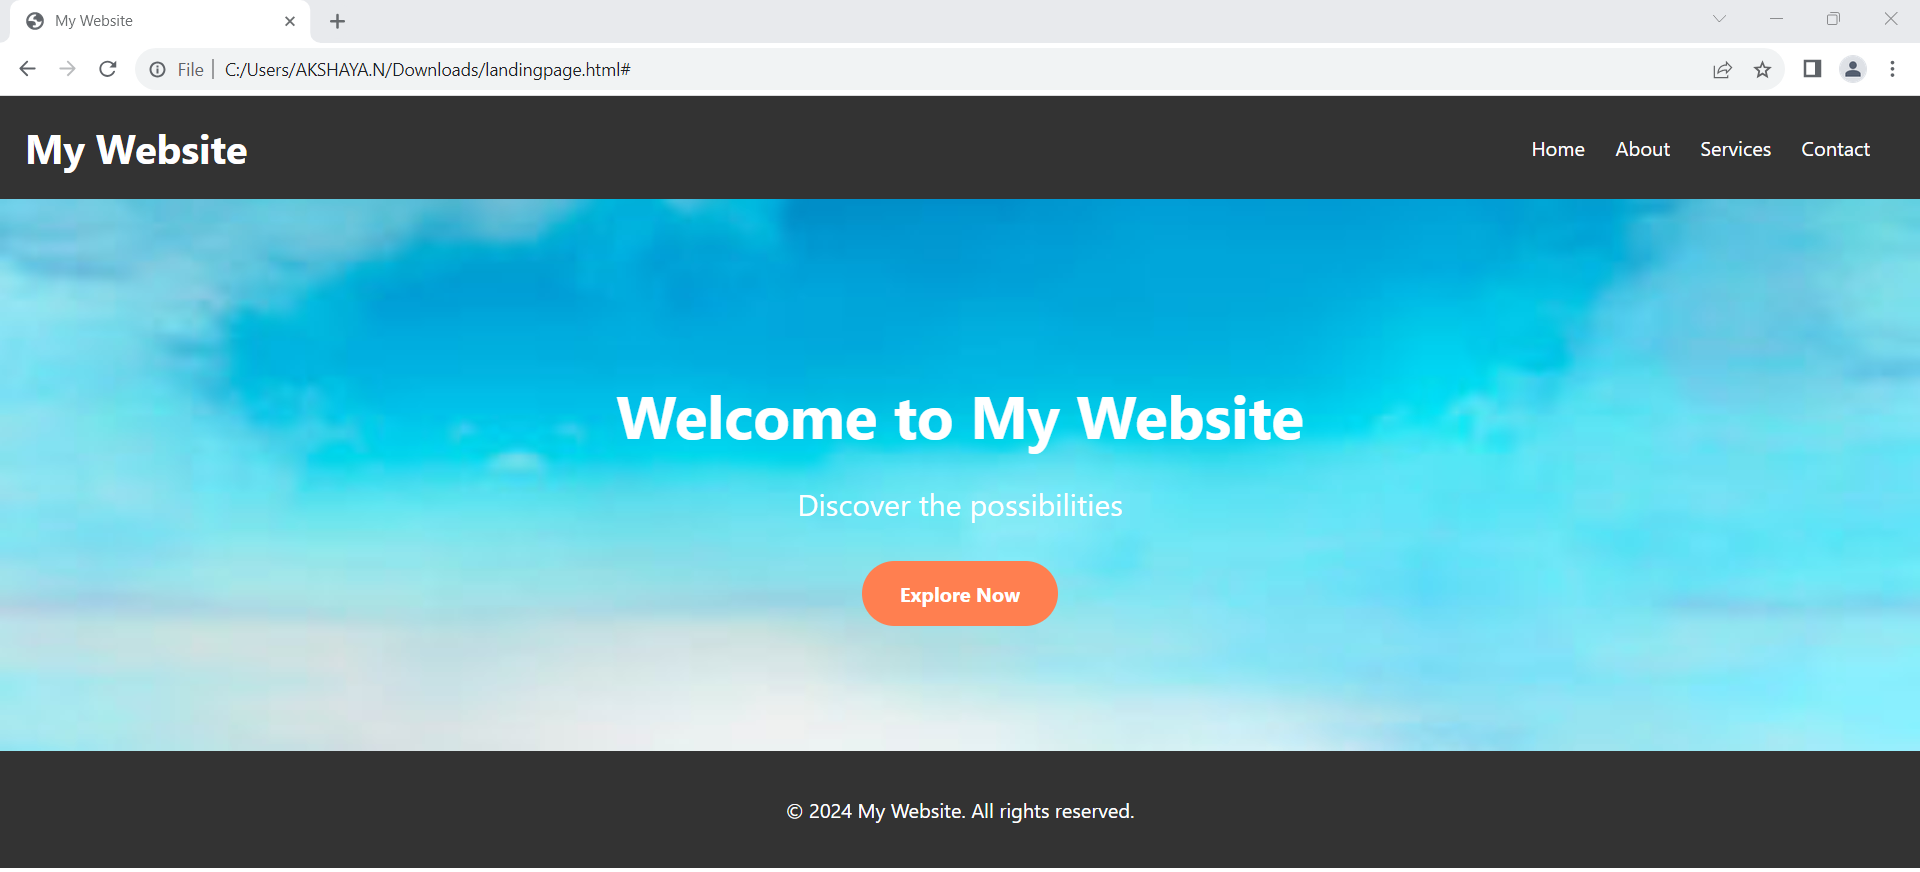 My Website
File C:/Users/AKSHAYA.N/Downloads/landingpage.html#
My Website
Home About Services Contact
Welcome to My Website
Discover the possibilities
Explore Now
© 2024 My Website. All rights reserved.